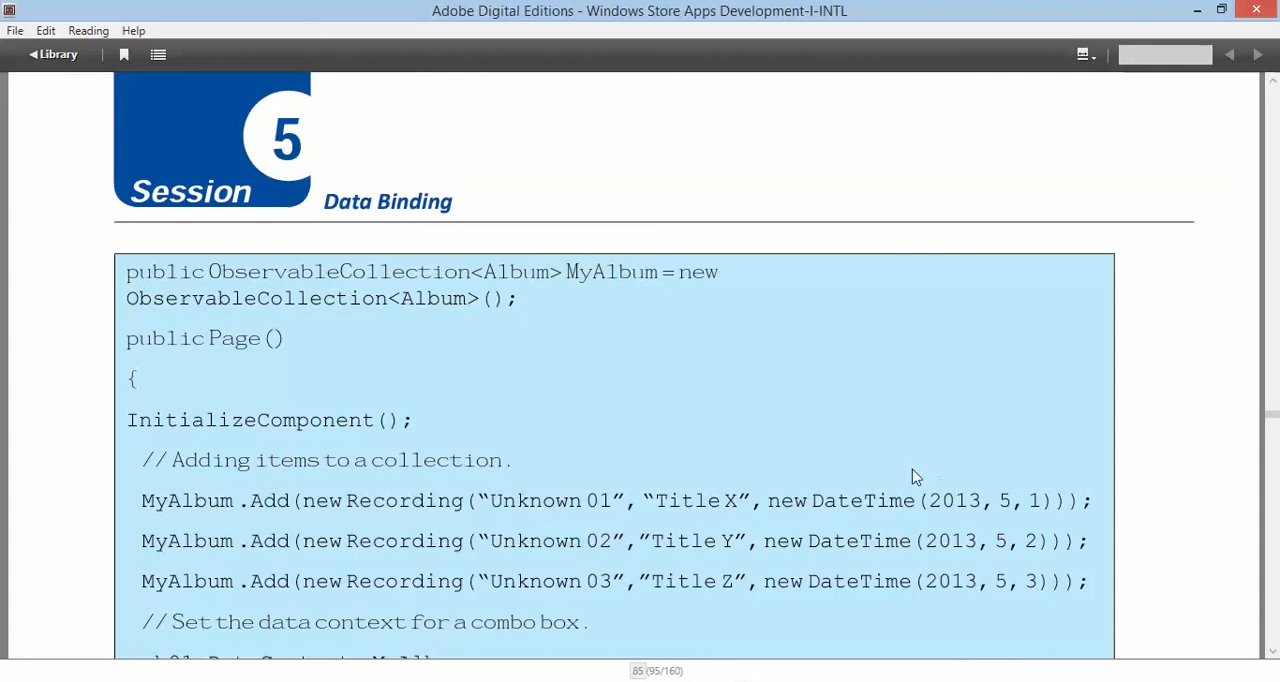 Adobe Digital Editions - Windows Store Apps Development-I-INTL
File Edit Reading Help
Library
5
Session
Data Binding
public ObservableCollection<Album> MyAlbum = new
ObservableCollection<Album>();
public Page()
{
InitializeComponent();
// Adding items to a collection.
MyAlbum .Add(new Recording(“Unknown 01”, “Title X”, new DateTime(2013, 5, 1)));
MyAlbum .Add(new Recording(“Unknown 02”,”Title Y”, new DateTime(2013, 5, 2)));
MyAlbum .Add(new Recording(“Unknown 03”,”Title Z”, new DateTime(2013, 5, 3)));
// Set the data context for a combo box.
85 (95/160)